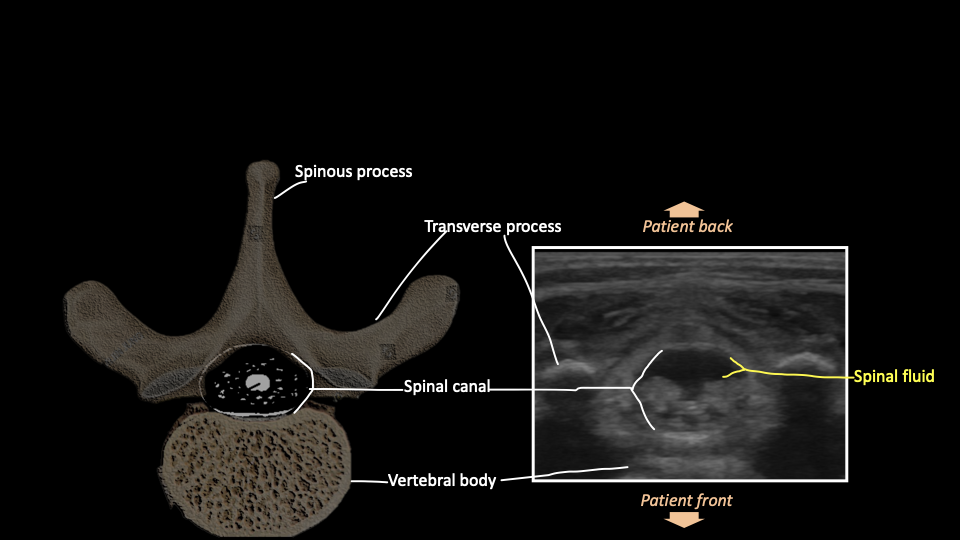 Spinous process
Transverse process
Patient back
Spinal canal
Spinal fluid
Vertebral body
Patient front